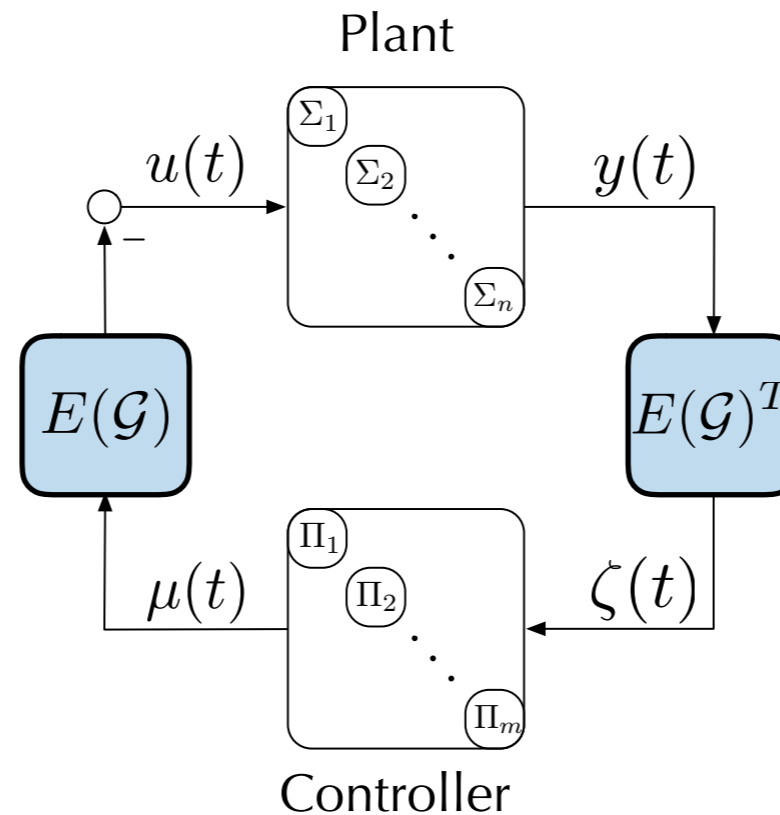 Plant
Σ₁
u(t)
Σ₂
y(t)
−
Σₙ
E(𝒢)
E(𝒢)ᵀ
Π₁
μ(t)
Π₂
ζ(t)
Πₘ
Controller